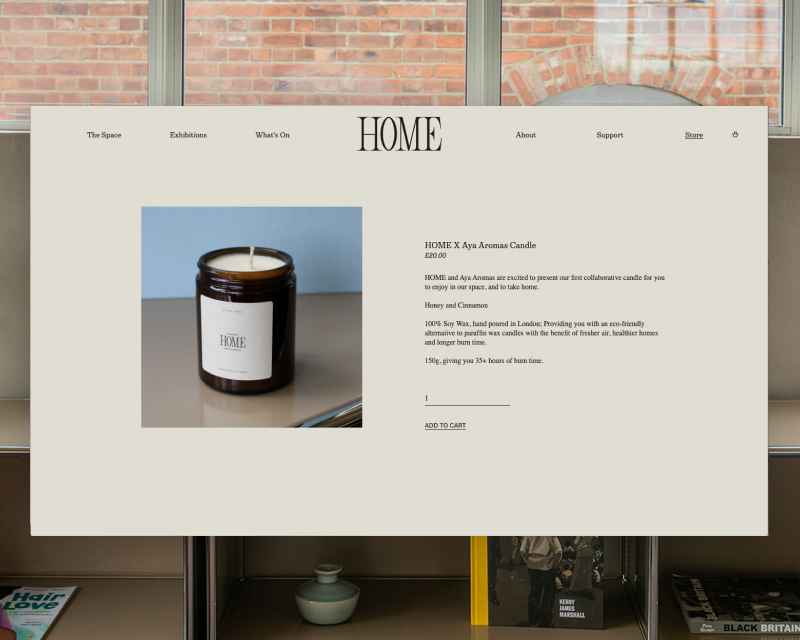 The Space
Exhibitions
What's On
HOME
About
Support
Store
HOME
HOME X Aya Aromas Candle
£20.00
HOME and Aya Aromas are excited to present our first collaborative candle for you
to enjoy in our space, and to take home.
Honey and Cinnamon
100% Soy Wax, hand poured in London; Providing you with an eco-friendly
alternative to paraffin wax candles with the benefit of fresher air, healthier homes
and longer burn time.
150g, giving you 35+ hours of burn time.
1
ADD TO CART
Hair
Love
KERRY
JAMES
MARSHALL
BLACK BRITAIN